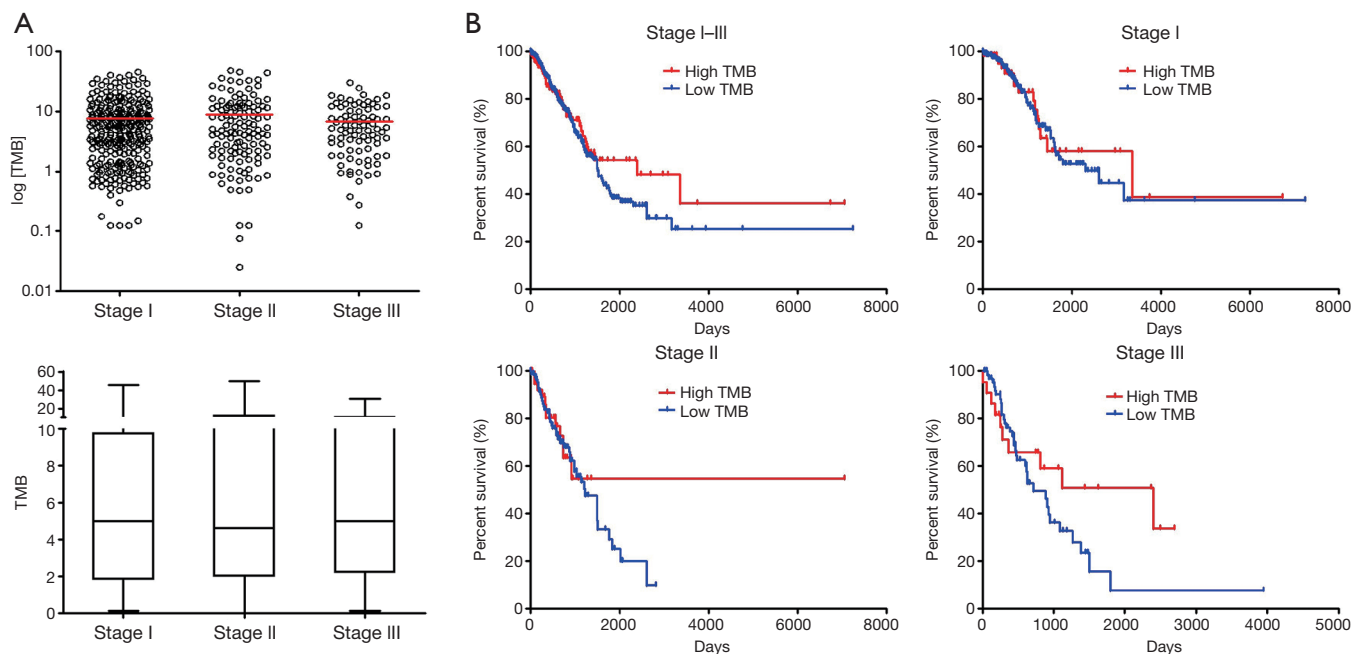 A
100
10
1
0.1
0.01
log [TMB]
Stage I
Stage II
Stage III
60
40
20
10
8
6
4
2
0
TMB
Stage I
Stage II
Stage III
B
Stage I–III
High TMB
Low TMB
100
80
60
40
20
0
Percent survival (%)
0 2000 4000 6000 8000
Days
Stage I
High TMB
Low TMB
100
80
60
40
20
0
Percent survival (%)
0 2000 4000 6000 8000
Days
Stage II
High TMB
Low TMB
100
80
60
40
20
0
Percent survival (%)
0 2000 4000 6000 8000
Days
Stage III
High TMB
Low TMB
100
80
60
40
20
0
Percent survival (%)
0 1000 2000 3000 4000 5000
Days